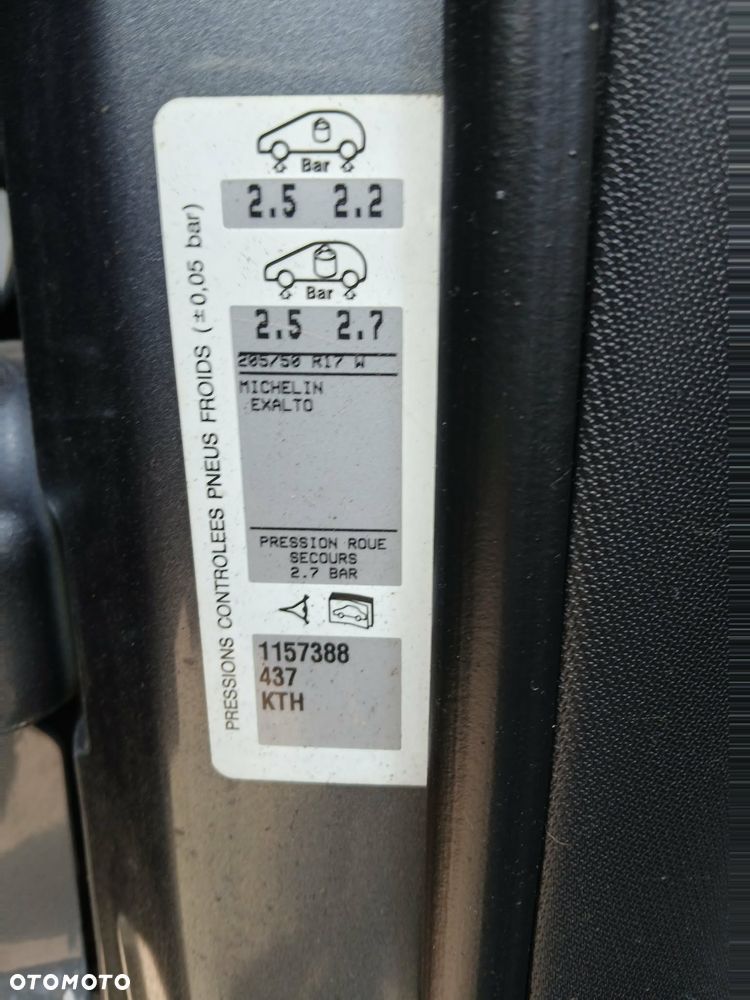 PRESSIONS CONTROLEES PNEUS FROIDS (±0,05 bar)
Bar
2.5 2.2
Bar
2.5 2.7
205/50 R17 W
MICHELIN
EXALTO
PRESSION ROUE
SECOURS
2.7 BAR
1157388
437
KTH
OTOMOTO